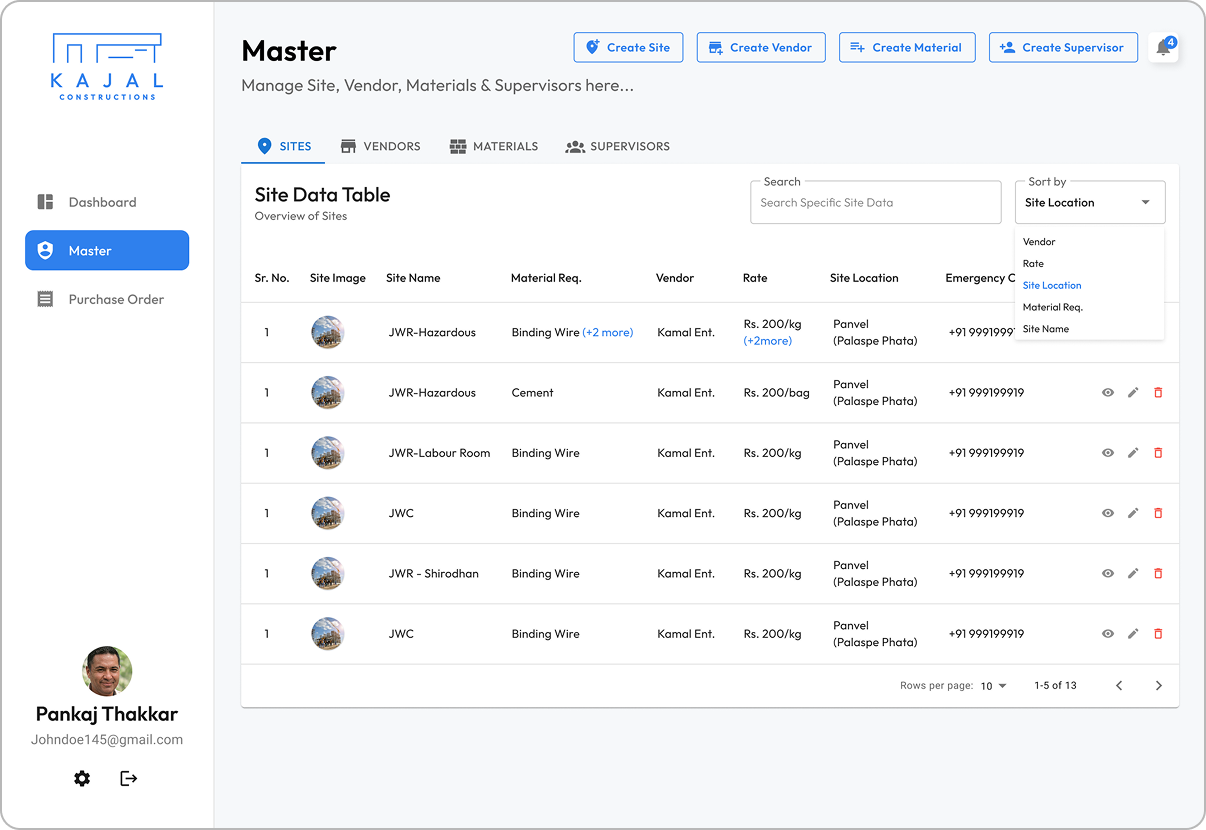 KAJAL
CONSTRUCTIONS
Dashboard
Master
Purchase Order
Pankaj Thakkar
Johndoe145@gmail.com
Master
Manage Site, Vendor, Materials & Supervisors here...
Create Site
Create Vendor
Create Material
Create Supervisor
4
SITES
VENDORS
MATERIALS
SUPERVISORS
Site Data Table
Overview of Sites
Search
Search Specific Site Data
Sort by
Site Location
Vendor
Rate
Site Location
Material Req.
Site Name
Sr. No. Site Image Site Name Material Req. Vendor Rate Site Location Emergency C
1 JWR-Hazardous Binding Wire (+2 more) Kamal Ent. Rs. 200/kg (+2more) Panvel (Palaspe Phata) +91 999199
1 JWR-Hazardous Cement Kamal Ent. Rs. 200/bag Panvel (Palaspe Phata) +91 999199919
1 JWR-Labour Room Binding Wire Kamal Ent. Rs. 200/kg Panvel (Palaspe Phata) +91 999199919
1 JWC Binding Wire Kamal Ent. Rs. 200/kg Panvel (Palaspe Phata) +91 999199919
1 JWR - Shirodhan Binding Wire Kamal Ent. Rs. 200/kg Panvel (Palaspe Phata) +91 999199919
1 JWC Binding Wire Kamal Ent. Rs. 200/kg Panvel (Palaspe Phata) +91 999199919
Rows per page: 10 1-5 of 13